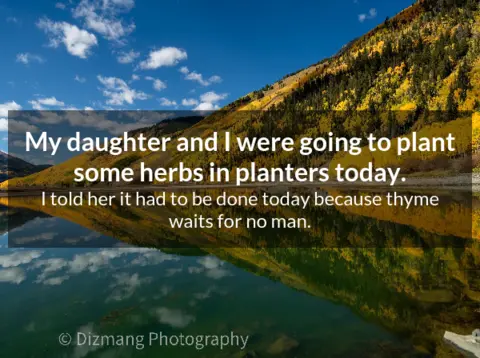 My daughter and I were going to plant
some herbs in planters today.
I told her it had to be done today because thyme
waits for no man.
© Dizmang Photography